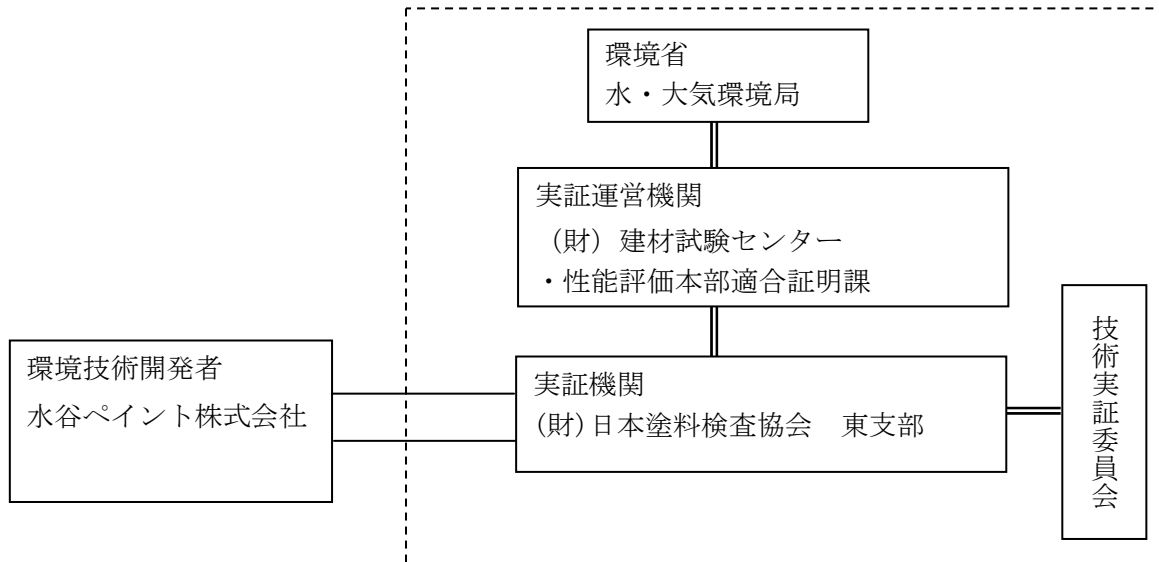 環境省
水・大気環境局
実証運営機関
（財）建材試験センター
・性能評価本部適合証明課
環境技術開発者
水谷ペイント株式会社
実証機関
(財)日本塗料検査協会　東支部
技術実証委員会